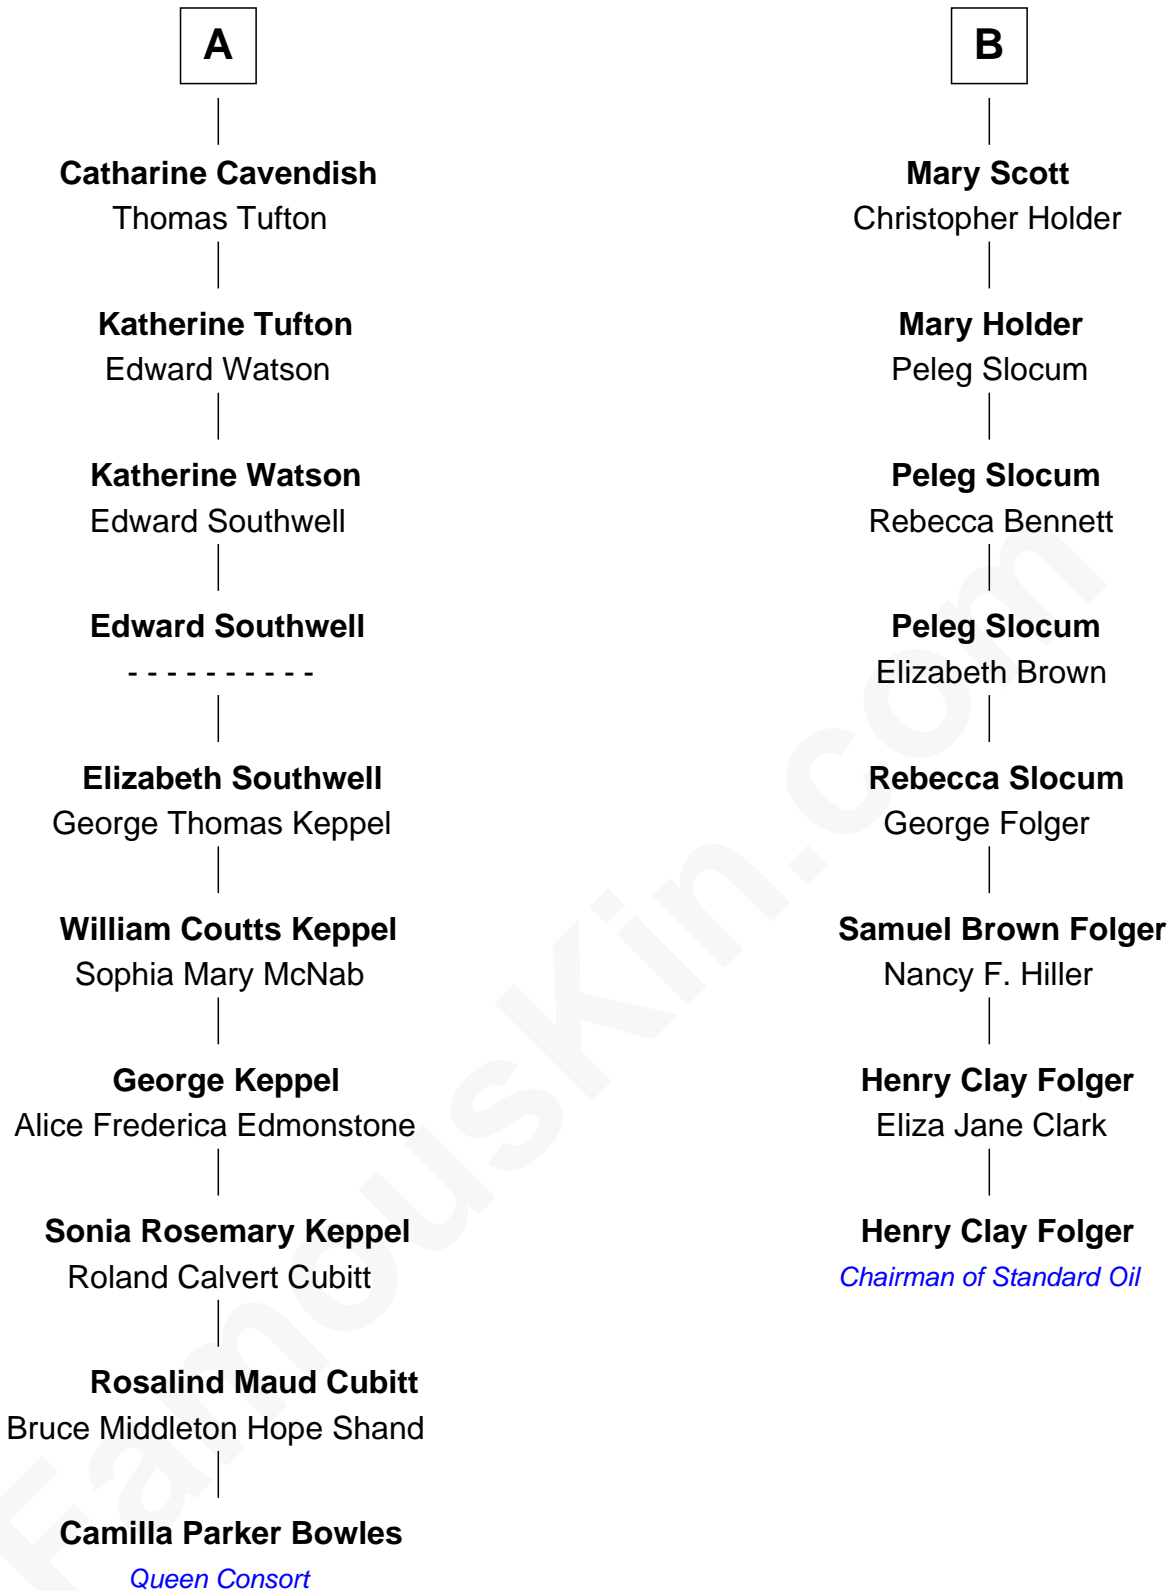 A
Catharine Cavendish
Thomas Tufton
Katherine Tufton
Edward Watson
Katherine Watson
Edward Southwell
Edward Southwell
- - - - - - - - - -
Elizabeth Southwell
George Thomas Keppel
William Coutts Keppel
Sophia Mary McNab
George Keppel
Alice Frederica Edmonstone
Sonia Rosemary Keppel
Roland Calvert Cubitt
Rosalind Maud Cubitt
Bruce Middleton Hope Shand
Camilla Parker Bowles
Queen Consort
B
Mary Scott
Christopher Holder
Mary Holder
Peleg Slocum
Peleg Slocum
Rebecca Bennett
Peleg Slocum
Elizabeth Brown
Rebecca Slocum
George Folger
Samuel Brown Folger
Nancy F. Hiller
Henry Clay Folger
Eliza Jane Clark
Henry Clay Folger
Chairman of Standard Oil
FamousKin.com